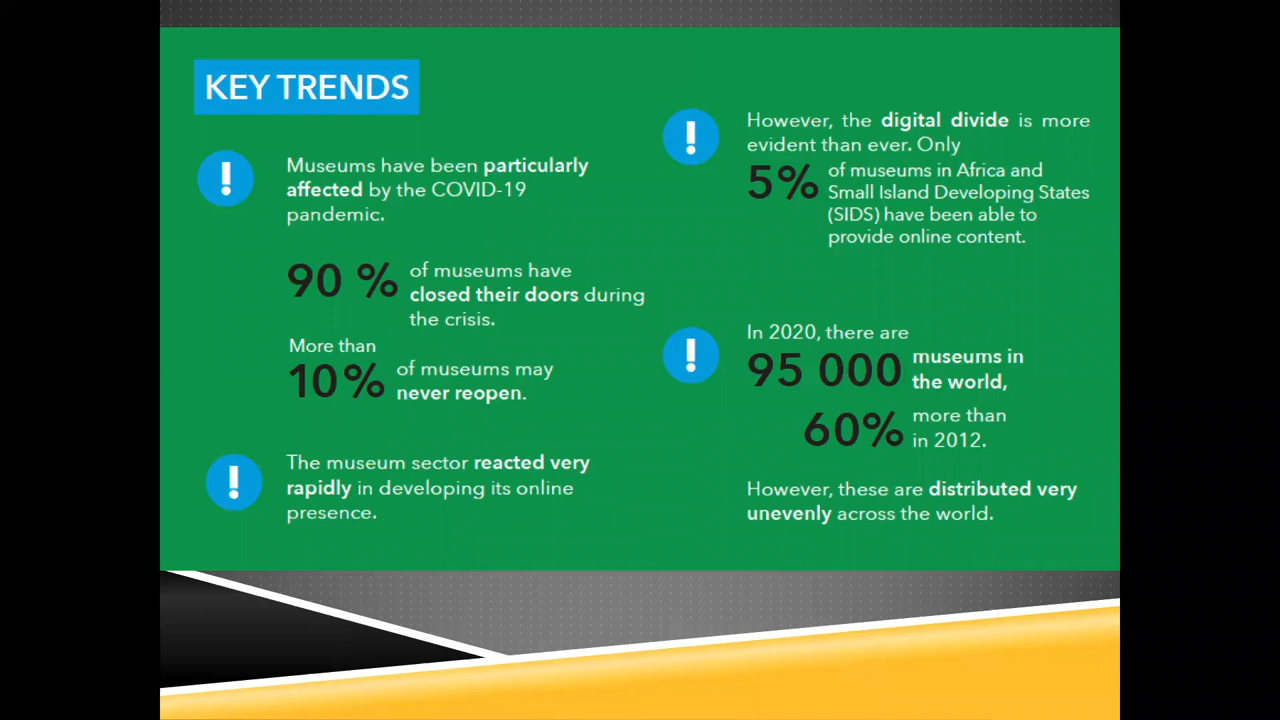 KEY TRENDS
! Museums have been particularly
affected by the COVID-19
pandemic.
90 % of museums have
closed their doors during
the crisis.
More than
10% of museums may
never reopen.
! The museum sector reacted very
rapidly in developing its online
presence.
! However, the digital divide is more
evident than ever. Only
5% of museums in Africa and
Small Island Developing States
(SIDS) have been able to
provide online content.
! In 2020, there are
95 000 museums in
the world,
60% more than
in 2012.
However, these are distributed very
unevenly across the world.